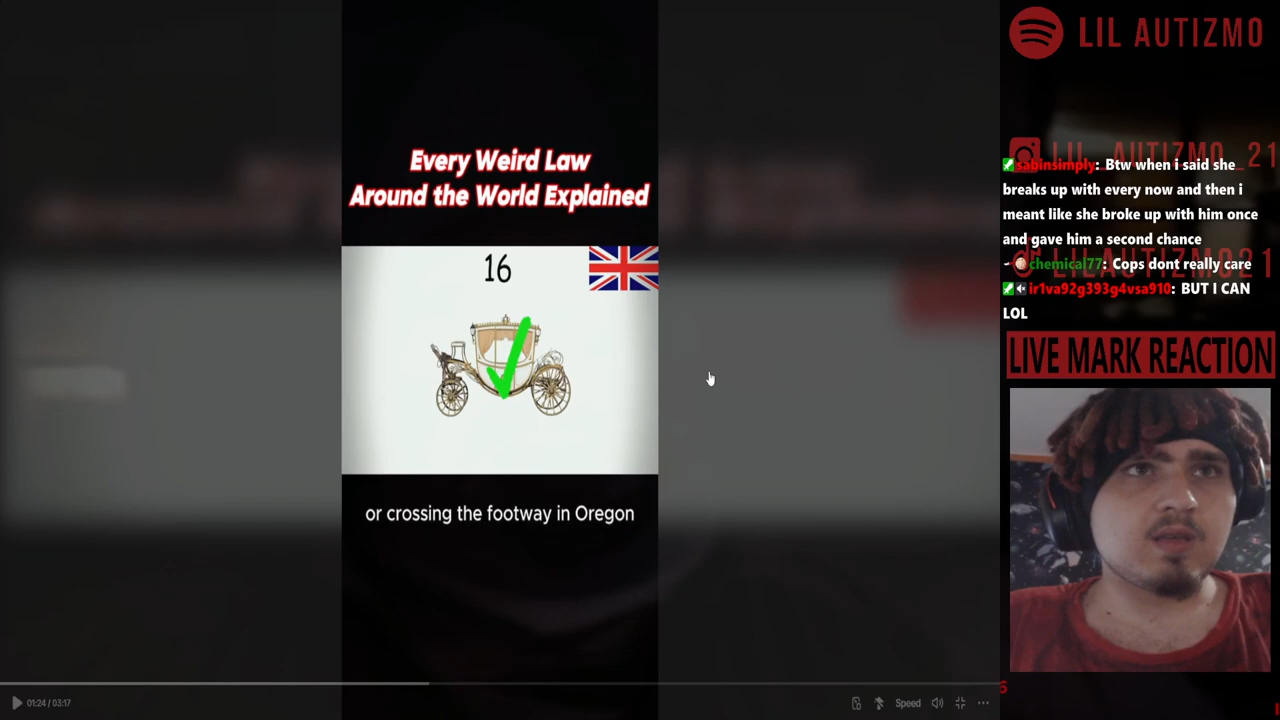 Every Weird Law
Around the World Explained
16
or crossing the footway in Oregon
01:24 / 03:17
Speed
LIL AUTIZMO
LIL_AUTIZMO_21
sabinsimply: Btw when i said she
breaks up with every now and then i
meant like she broke up with him once
and gave him a second chance
LILAUTIZMO21
chemical77: Cops dont really care
ir1va92g393g4vsa910: BUT I CAN
LOL
LIVE MARK REACTION